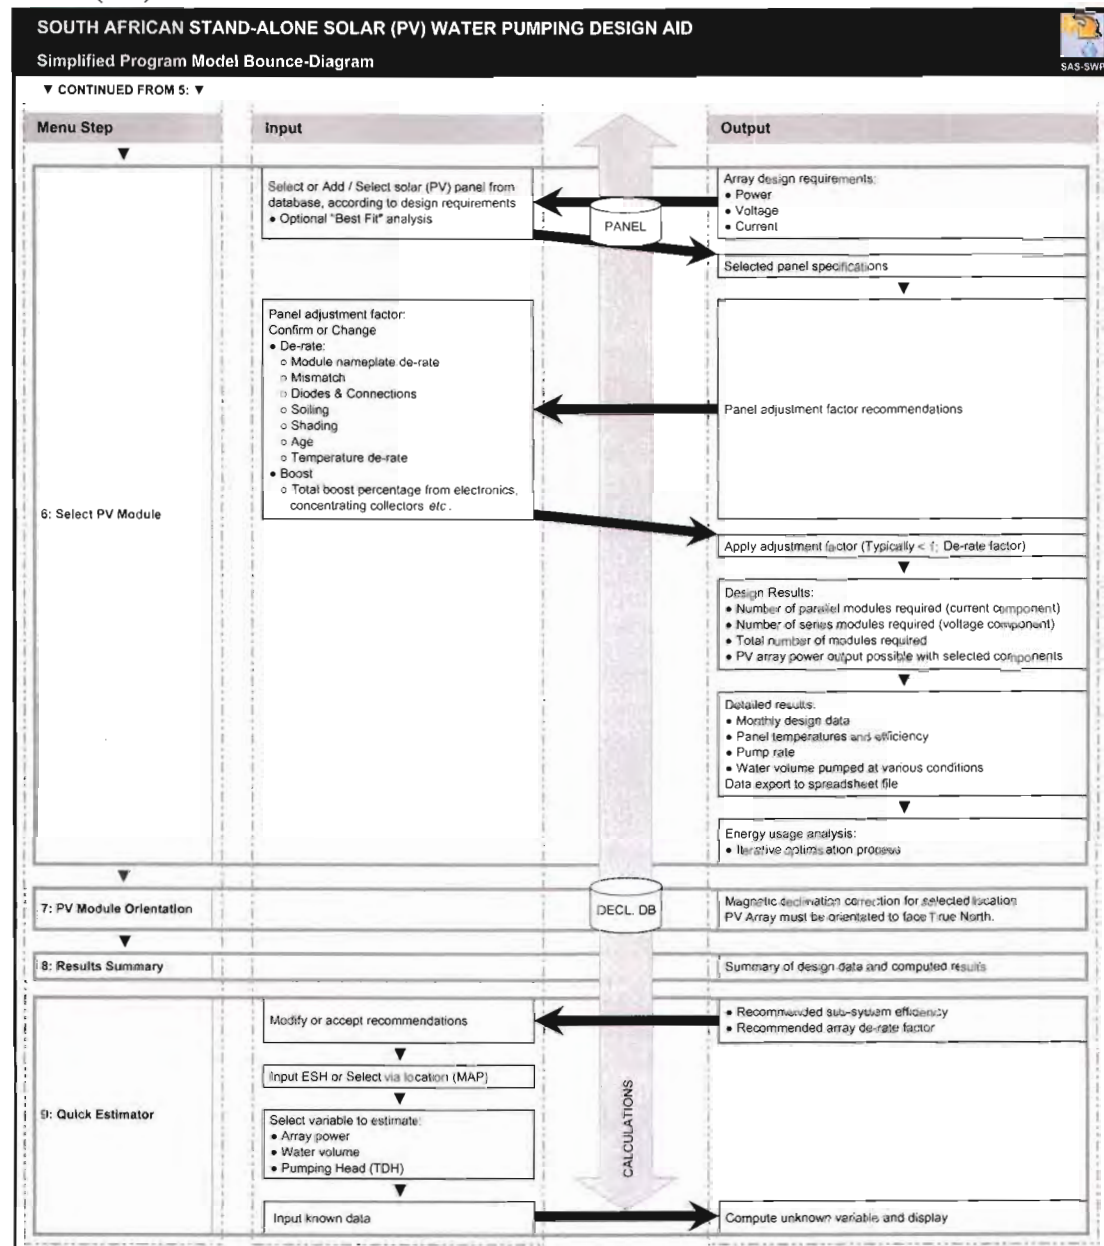 SOUTH AFRICAN STAND-ALONE SOLAR (PV) WATER PUMPING DESIGN AID
Simplified Program Model Bounce-Diagram
SAS-SWP
▼ CONTINUED FROM 5: ▼
Menu Step
Input
Output
▼
Select or Add / Select solar (PV) panel from
database, according to design requirements
• Optional "Best Fit" analysis
PANEL
Array design requirements:
• Power
• Voltage
• Current
Selected panel specifications
▼
Panel adjustment factor:
Confirm or Change
• De-rate:
o Module nameplate de-rate
o Mismatch
o Diodes & Connections
o Soiling
o Shading
o Age
o Temperature de-rate
• Boost
o Total boost percentage from electronics,
concentrating collectors etc.
Panel adjustment factor recommendations
6: Select PV Module
Apply adjustment factor (Typically < 1; De-rate factor)
▼
Design Results:
• Number of parallel modules required (current component)
• Number of series modules required (voltage component)
• Total number of modules required
• PV array power output possible with selected components
▼
Detailed results:
• Monthly design data
• Panel temperatures and efficiency
• Pump rate
• Water volume pumped at various conditions
Data export to spreadsheet file
▼
Energy usage analysis:
• Iterative optimisation process
▼
7: PV Module Orientation
DECL. DB
Magnetic declination correction for selected location
PV Array must be orientated to face True North.
▼
8: Results Summary
Summary of design data and computed results
9: Quick Estimator
Modify or accept recommendations
• Recommended sub-system efficiency
• Recommended array de-rate factor
▼
Input ESH or Select via location (MAP)
▼
Select variable to estimate:
• Array power
• Water volume
• Pumping Head (TDH)
▼
Input known data
CALCULATIONS
Compute unknown variable and display